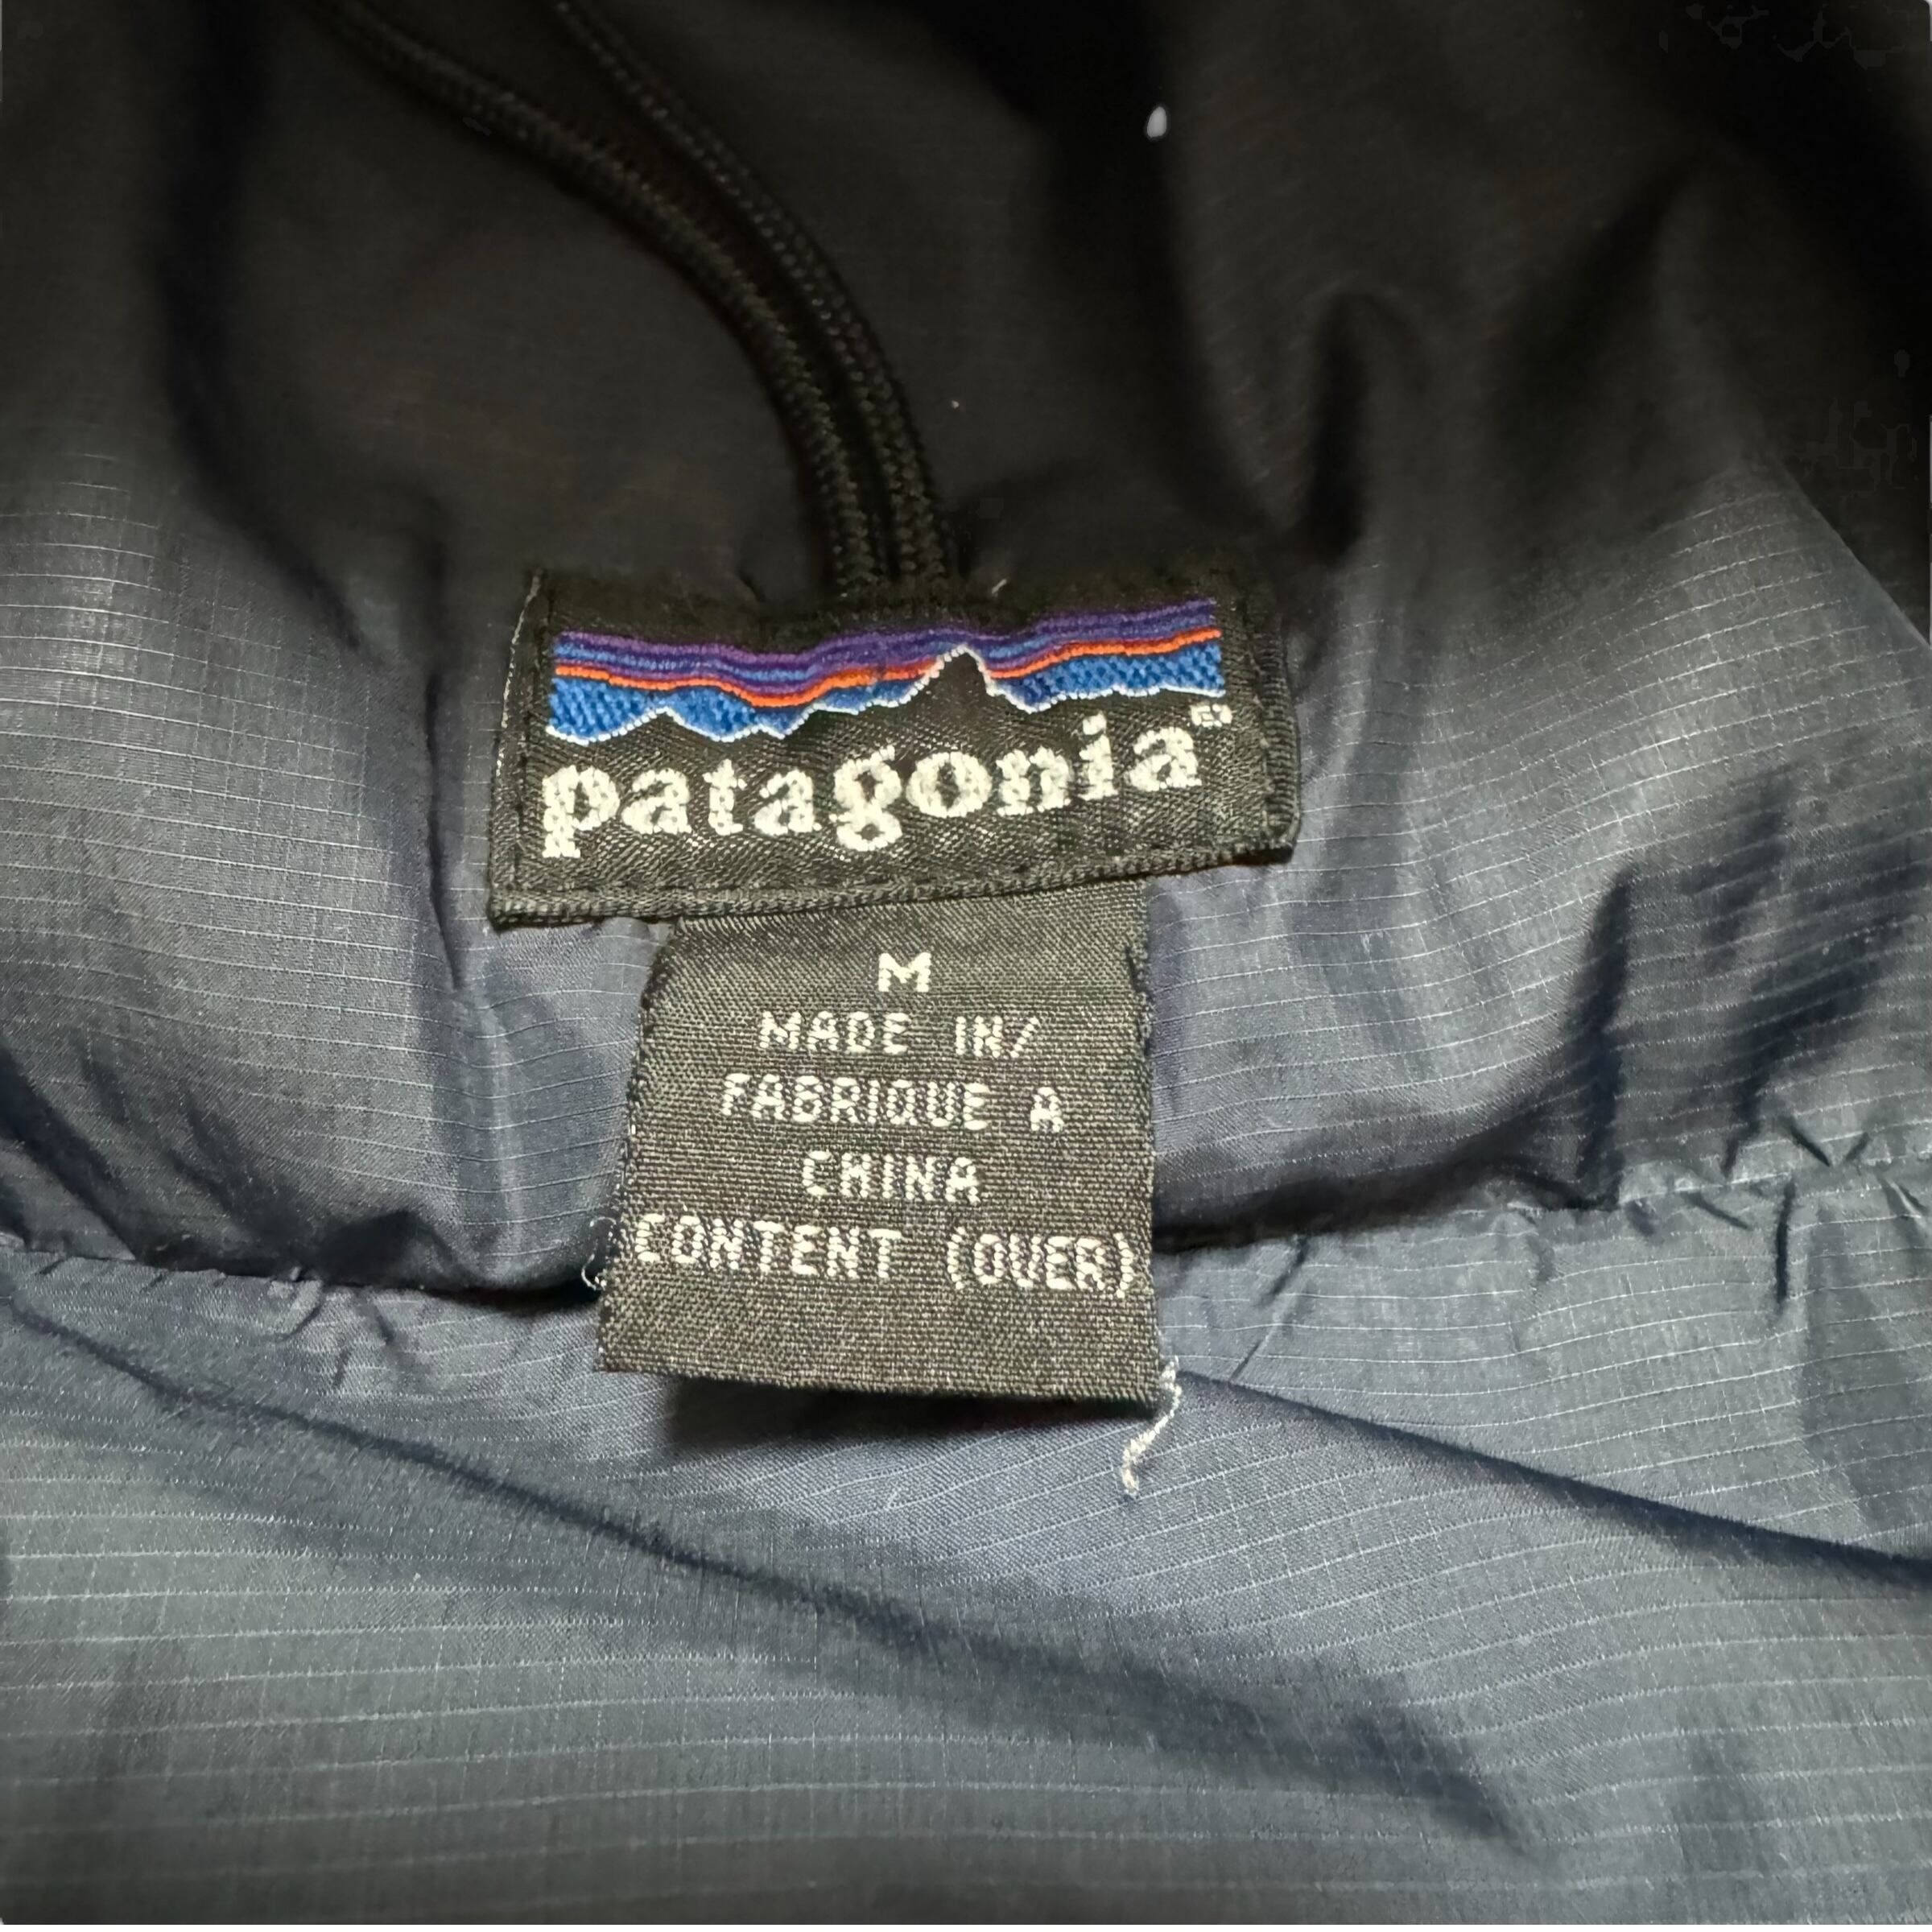 patagonia
M
MADE IN/
FABRIQUE A
CHINA
CONTENT (OVER)